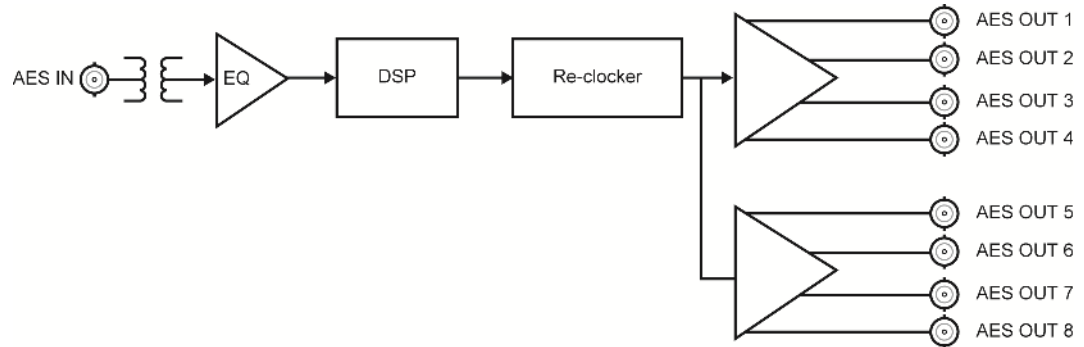 AES IN
EQ
DSP
Re-clocker
AES OUT 1
AES OUT 2
AES OUT 3
AES OUT 4
AES OUT 5
AES OUT 6
AES OUT 7
AES OUT 8